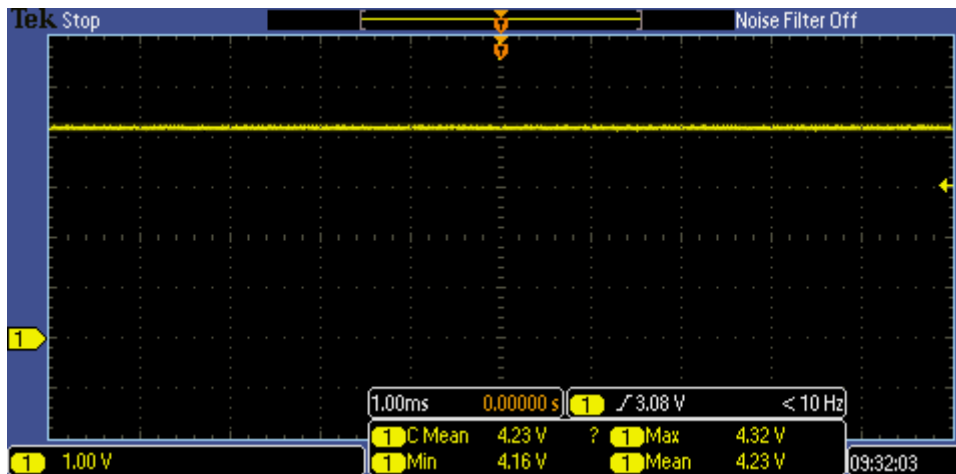 Tek Stop Noise Filter Off
T
T
1
1.00ms 0.00000 s 1 3.08 V < 10 Hz
1 C Mean 4.23 V ? 1 Max 4.32 V
1 1.00 V 1 Min 4.16 V 1 Mean 4.23 V 09:32:03